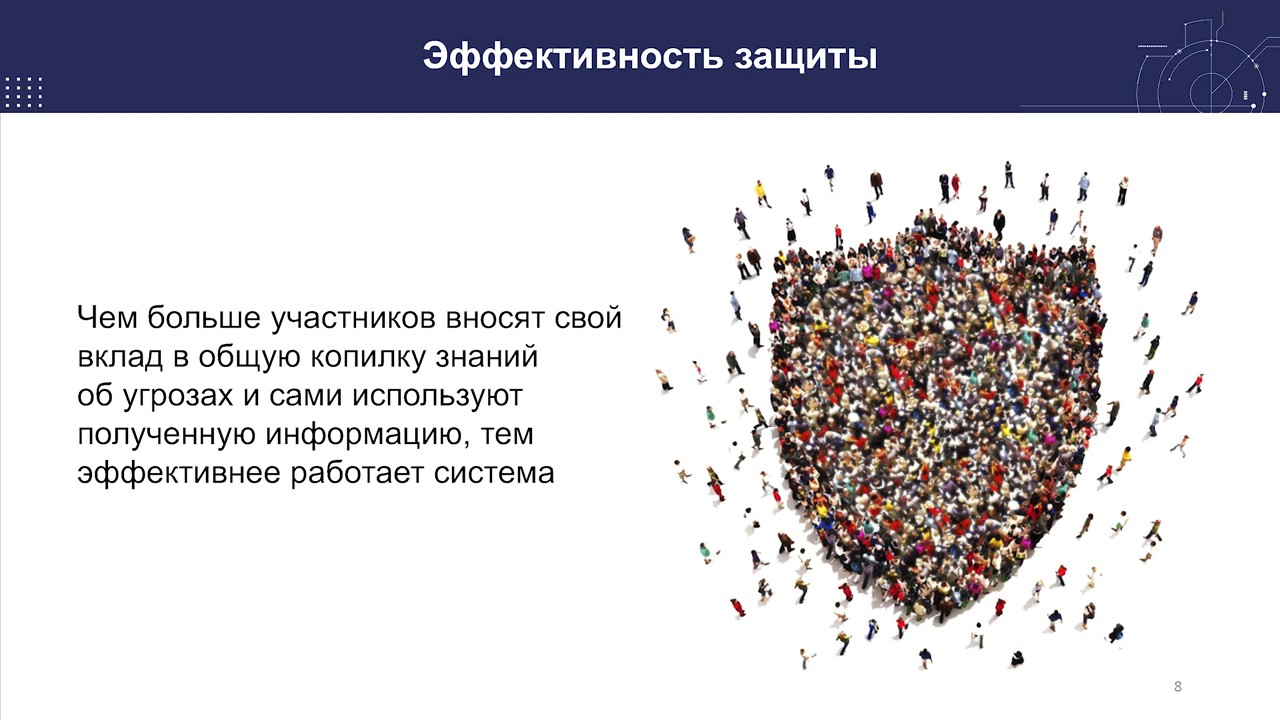 Эффективность защиты
Чем больше участников вносят свой
вклад в общую копилку знаний
об угрозах и сами используют
полученную информацию, тем
эффективнее работает система
8